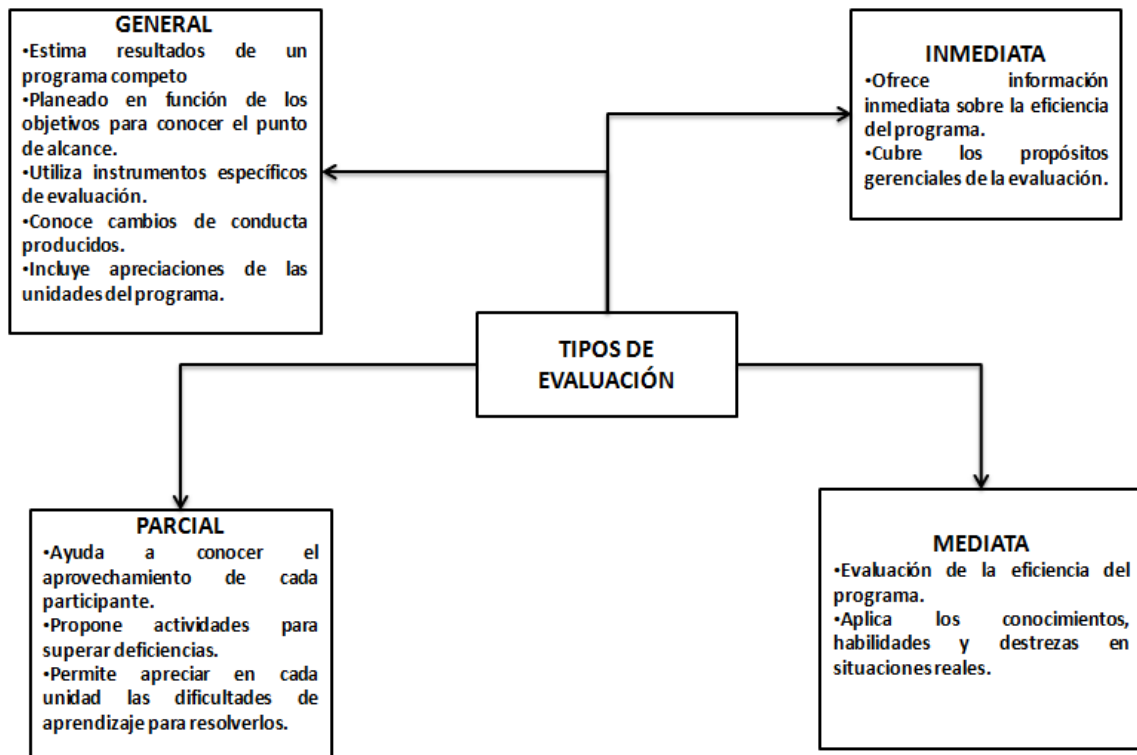 GENERAL
•Estima resultados de un
programa competo
•Planeado en función de los
objetivos para conocer el punto
de alcance.
•Utiliza instrumentos específicos
de evaluación.
•Conoce cambios de conducta
producidos.
•Incluye apreciaciones de las
unidades del programa.
INMEDIATA
•Ofrece información
inmediata sobre la eficiencia
del programa.
•Cubre los propósitos
gerenciales de la evaluación.
TIPOS DE
EVALUACIÓN
PARCIAL
•Ayuda a conocer el
aprovechamiento de cada
participante.
•Propone actividades para
superar deficiencias.
•Permite apreciar en cada
unidad las dificultades de
aprendizaje para resolverlos.
MEDIATA
•Evaluación de la eficiencia del
programa.
•Aplica los conocimientos,
habilidades y destrezas en
situaciones reales.